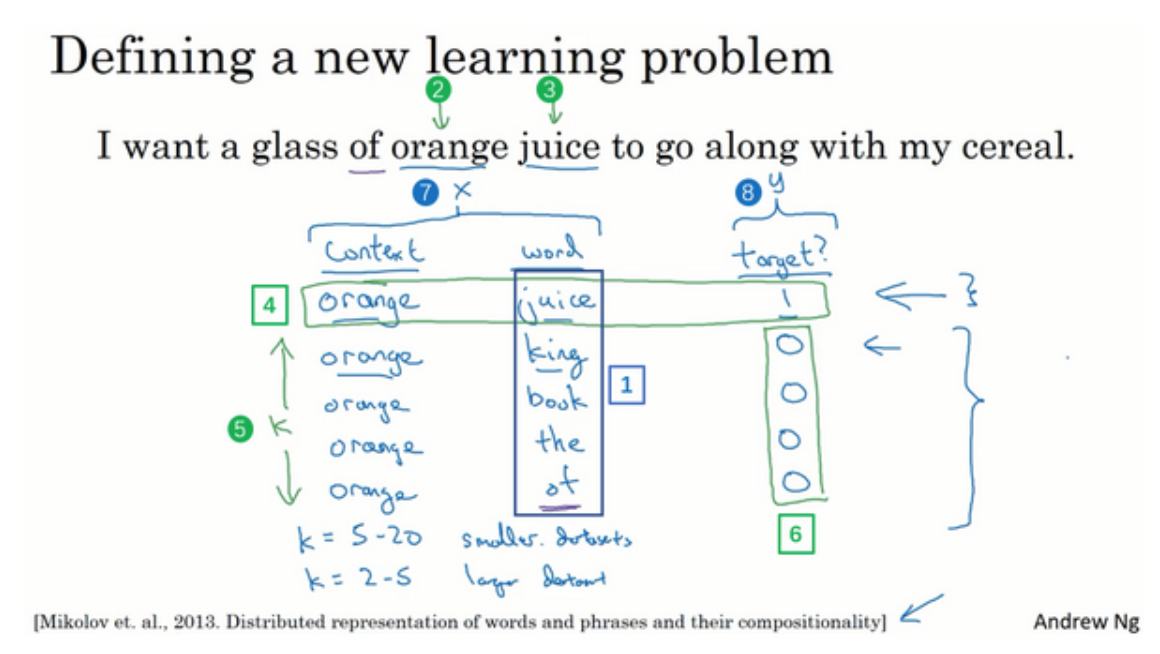 Defining a new learning problem
2 3
I want a glass of orange juice to go along with my cereal.
7 x 8 y
context word target?
4 orange juice 1
orange king 0
orange book 0
1
5 k
orange the 0
orange of 0
k = 5-20 smaller datasets
6
k = 2-5 larger dataset
[Mikolov et. al., 2013. Distributed representation of words and phrases and their compositionality]
Andrew Ng